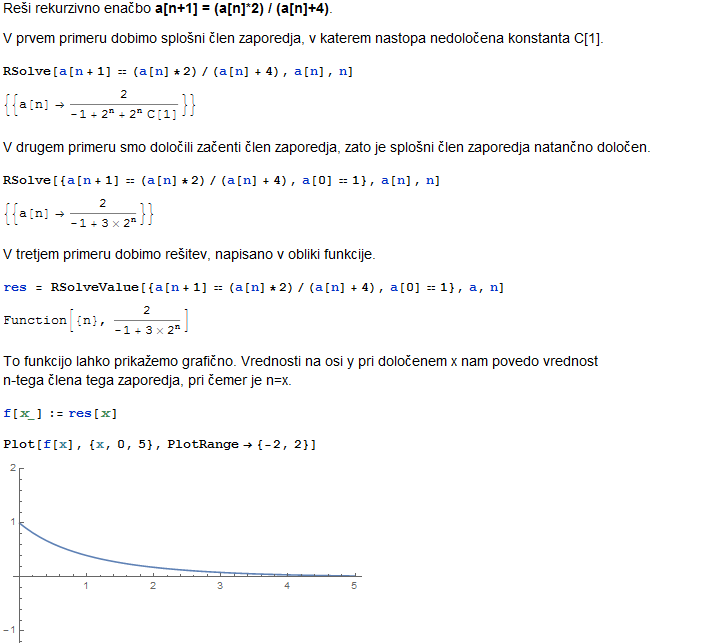 Reši rekurzivno enačbo a[n+1] = (a[n]*2) / (a[n]+4).
V prvem primeru dobimo splošni člen zaporedja, v katerem nastopa nedoločena konstanta C[1].
RSolve[a[n + 1] == (a[n] * 2) / (a[n] + 4), a[n], n]
{{a[n] → 2 / (-1 + 2^n + 2^n C[1])}}
V drugem primeru smo določili začenti člen zaporedja, zato je splošni člen zaporedja natančno določen.
RSolve[{a[n + 1] == (a[n] * 2) / (a[n] + 4), a[0] == 1}, a[n], n]
{{a[n] → 2 / (-1 + 3 × 2^n)}}
V tretjem primeru dobimo rešitev, napisano v obliki funkcije.
res = RSolveValue[{a[n + 1] == (a[n] * 2) / (a[n] + 4), a[0] == 1}, a, n]
Function[{n}, 2 / (-1 + 3 × 2^n)]
To funkcijo lahko prikažemo grafično. Vrednosti na osi y pri določenem x nam povedo vrednost
n-tega člena tega zaporedja, pri čemer je n=x.
f[x_] := res[x]
Plot[f[x], {x, 0, 5}, PlotRange → {-2, 2}]
2
1
1 2 3 4 5
-1